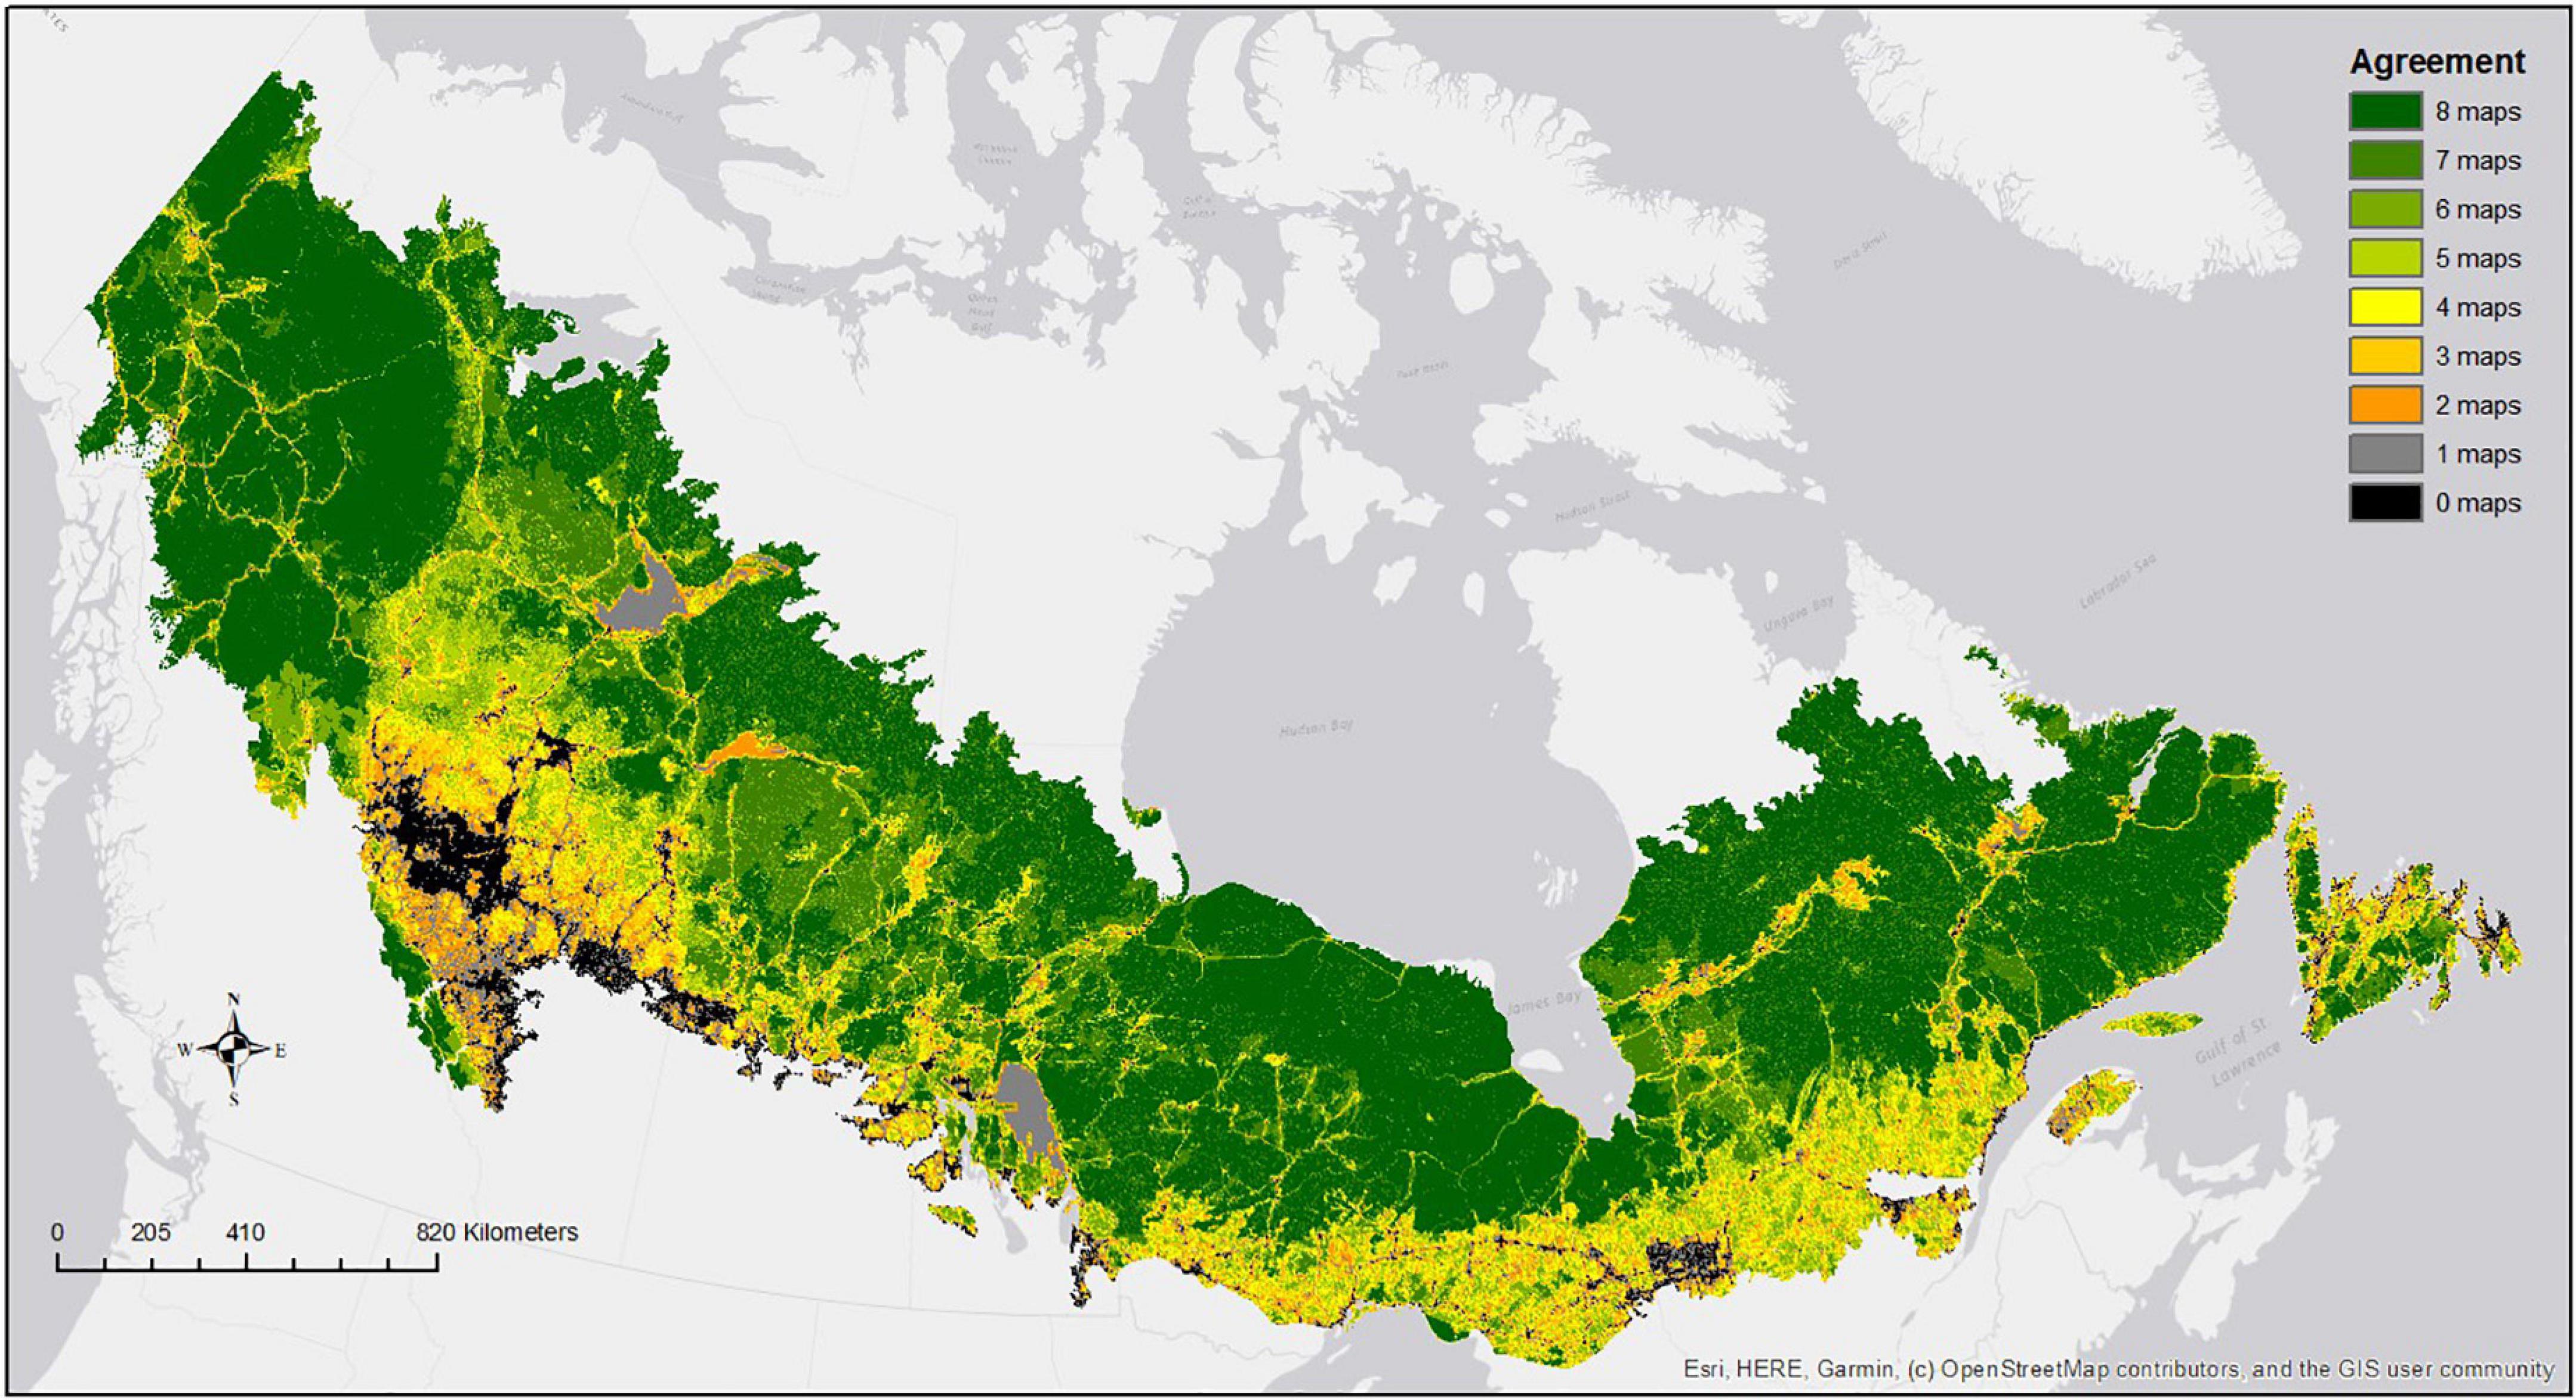 Agreement
8 maps
7 maps
6 maps
5 maps
4 maps
3 maps
2 maps
1 maps
0 maps
Davis Strait
Hudson Strait
Labrador Sea
Ungava Bay
Hudson Bay
James Bay
Gulf of St.
Lawrence
N
W E
S
0 205 410 820 Kilometers
Esri, HERE, Garmin, (c) OpenStreetMap contributors, and the GIS user community